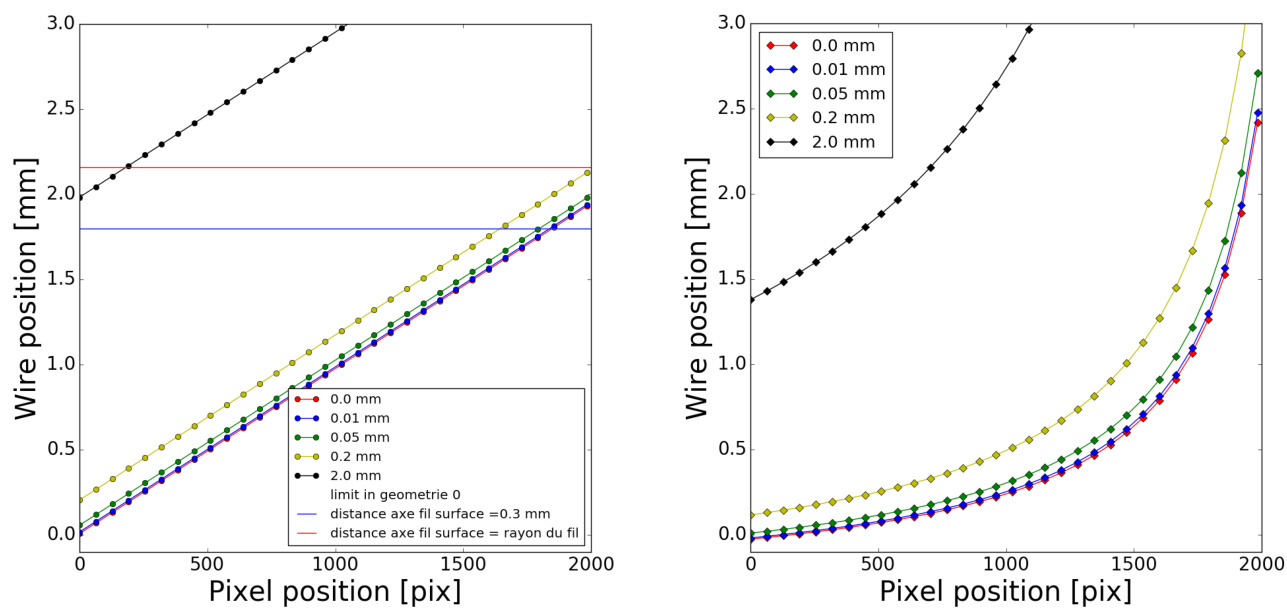 3.0
2.5
2.0
1.5
1.0
0.5
0.0
Wire position [mm]
0
500
1000
1500
2000
Pixel position [pix]
0.0 mm
0.01 mm
0.05 mm
0.2 mm
2.0 mm
limit in geometrie 0
distance axe fil surface =0.3 mm
distance axe fil surface = rayon du fil
3.0
2.5
2.0
1.5
1.0
0.5
0.0
Wire position [mm]
0
500
1000
1500
2000
Pixel position [pix]
0.0 mm
0.01 mm
0.05 mm
0.2 mm
2.0 mm